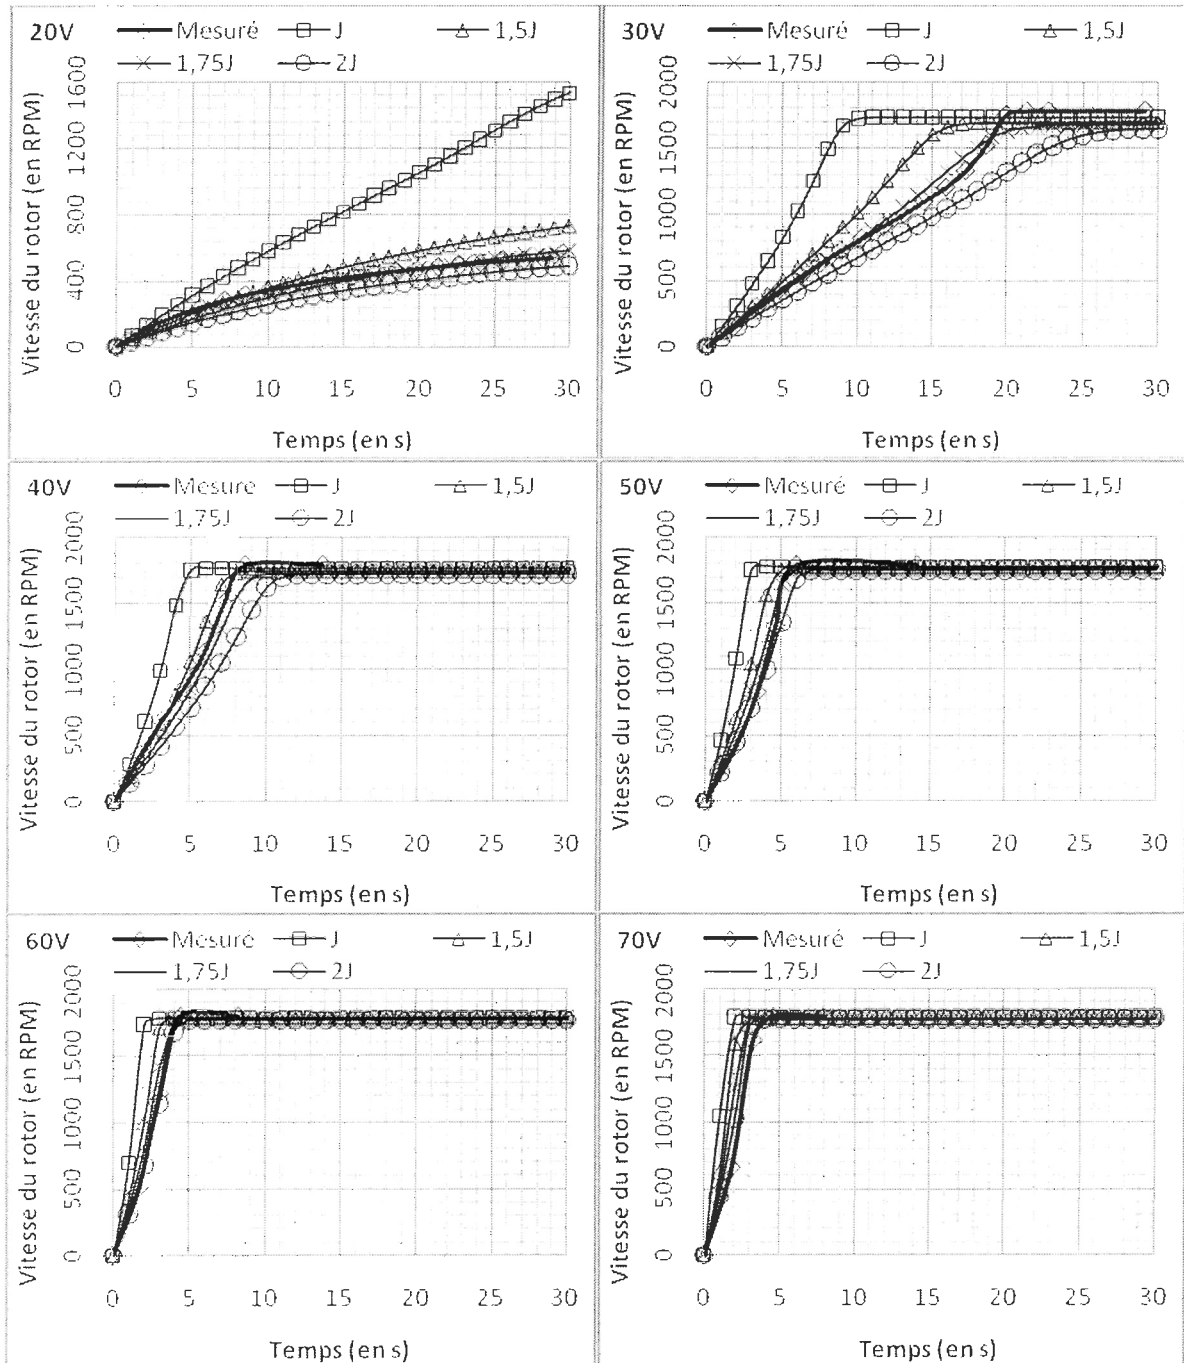 20V Mesuré J 1,5J
1,75J 2J
Vitesse du rotor (en RPM)
1600
1200
800
400
0
0 5 10 15 20 25 30
Temps (en s)
30V Mesuré J 1,5J
1,75J 2J
Vitesse du rotor (en RPM)
2000
1500
1000
500
0
0 5 10 15 20 25 30
Temps (en s)
40V Mesuré J 1,5J
1,75J 2J
Vitesse du rotor (en RPM)
2000
1500
1000
500
0
0 5 10 15 20 25 30
Temps (en s)
50V Mesuré J 1,5J
1,75J 2J
Vitesse du rotor (en RPM)
2000
1500
1000
500
0
0 5 10 15 20 25 30
Temps (en s)
60V Mesuré J 1,5J
1,75J 2J
Vitesse du rotor (en RPM)
2000
1500
1000
500
0
0 5 10 15 20 25 30
Temps (en s)
70V Mesuré J 1,5J
1,75J 2J
Vitesse du rotor (en RPM)
2000
1500
1000
500
0
0 5 10 15 20 25 30
Temps (en s)